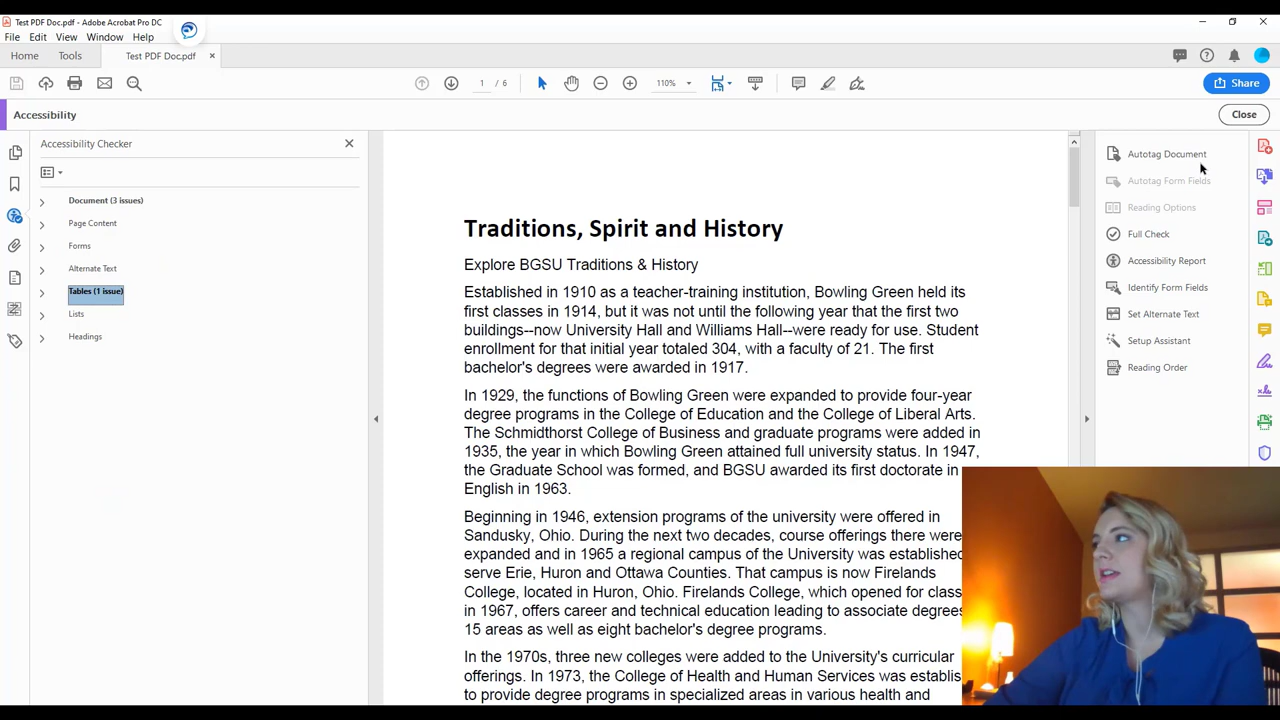 Test PDF Doc.pdf - Adobe Acrobat Pro DC
File Edit View Window Help
Home Tools Test PDF Doc.pdf ×
1 / 6 110% Share
Accessibility Close
Accessibility Checker
Document (3 issues)
Page Content
Forms
Alternate Text
Tables (1 issue)
Lists
Headings
Traditions, Spirit and History
Explore BGSU Traditions & History
Established in 1910 as a teacher-training institution, Bowling Green held its
first classes in 1914, but it was not until the following year that the first two
buildings--now University Hall and Williams Hall--were ready for use. Student
enrollment for that initial year totaled 304, with a faculty of 21. The first
bachelor's degrees were awarded in 1917.
In 1929, the functions of Bowling Green were expanded to provide four-year
degree programs in the College of Education and the College of Liberal Arts.
The Schmidthorst College of Business and graduate programs were added in
1935, the year in which Bowling Green attained full university status. In 1947,
the Graduate School was formed, and BGSU awarded its first doctorate in
English in 1963.
Beginning in 1946, extension programs of the university were offered in
Sandusky, Ohio. During the next two decades, course offerings there were
expanded and in 1965 a regional campus of the University was established
serve Erie, Huron and Ottawa Counties. That campus is now Firelands
College, located in Huron, Ohio. Firelands College, which opened for class
in 1967, offers career and technical education leading to associate degrees
15 areas as well as eight bachelor's degree programs.
In the 1970s, three new colleges were added to the University's curricular
offerings. In 1973, the College of Health and Human Services was establis
to provide degree programs in specialized areas in various health and
Autotag Document
Autotag Form Fields
Reading Options
Full Check
Accessibility Report
Identify Form Fields
Set Alternate Text
Setup Assistant
Reading Order